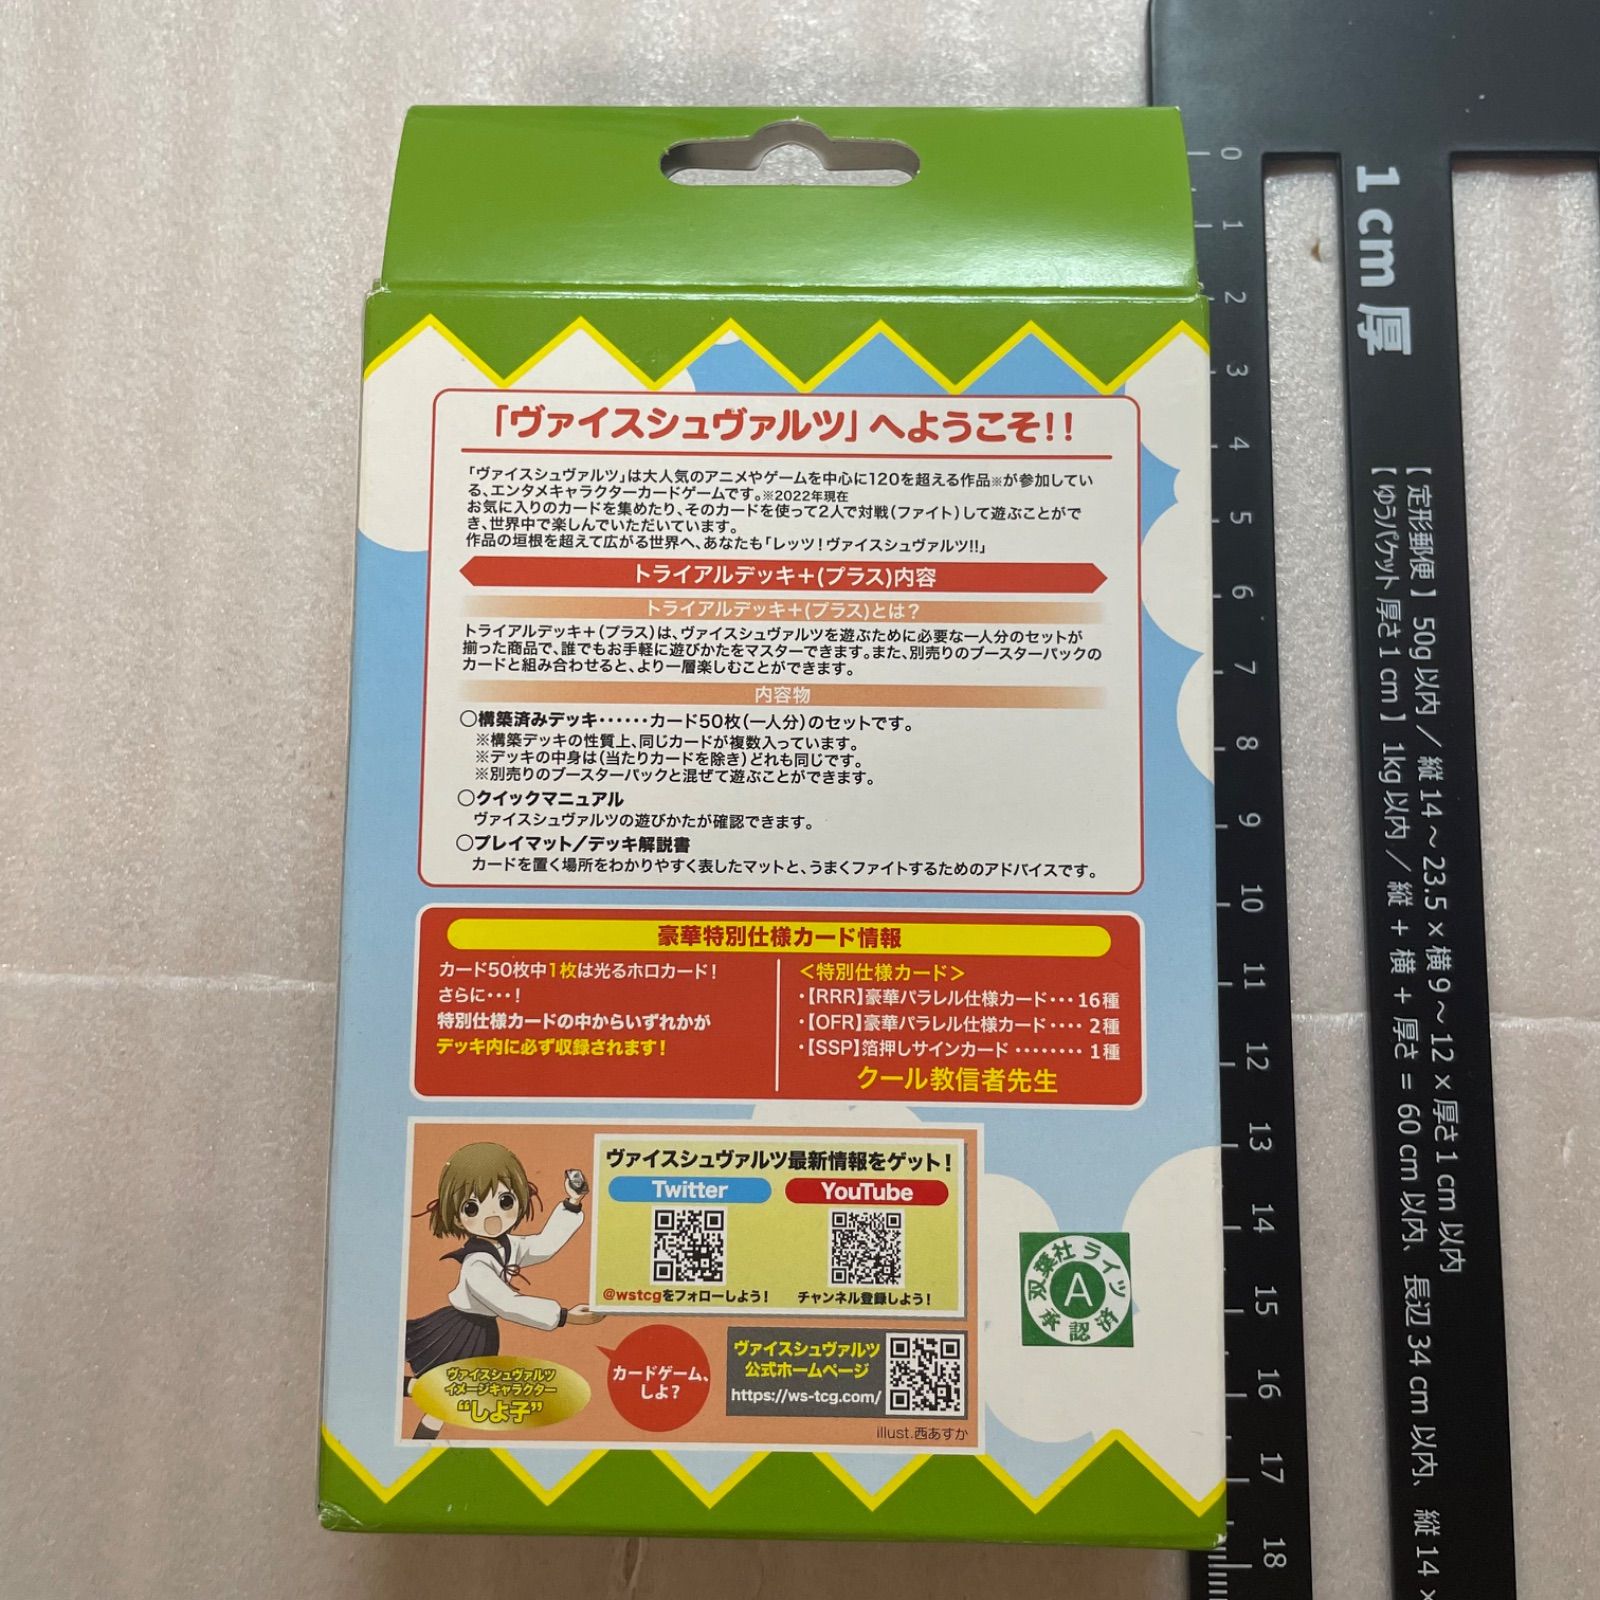 「ヴァイスシュヴァルツ」へようこそ!!
「ヴァイスシュヴァルツ」は大人気のアニメやゲームを中心に120を超える作品※が参加してい
る、エンタメキャラクターカードゲームです。※2022年現在
お気に入りのカードを集めたり、そのカードを使って2人で対戦(ファイト)して遊ぶことがで
き、世界中で楽しんでいただいています。
作品の垣根を超えて広がる世界へ、あなたも「レッツ!ヴァイスシュヴァルツ!!」
トライアルデッキ+(プラス)内容
トライアルデッキ+(プラス)とは?
トライアルデッキ+(プラス)は、ヴァイスシュヴァルツを遊ぶために必要な一人分のセットが
揃った商品で、誰でもお手軽に遊びかたをマスターできます。また、別売りのブースターパックの
カードと組み合わせると、より一層楽しむことができます。
内容物
○構築済みデッキ・・・・・・カード50枚(一人分)のセットです。
※構築デッキの性質上、同じカードが複数入っています。
※デッキの中身は(当たりカードを除き)どれも同じです。
※別売りのブースターパックと混ぜて遊ぶことができます。
○クイックマニュアル
ヴァイスシュヴァルツの遊びかたが確認できます。
○プレイマット/デッキ解説書
カードを置く場所をわかりやすく表したマットと、うまくファイトするためのアドバイスです。
豪華特別仕様カード情報
カード50枚中1枚は光るホロカード!
さらに・・・!
特別仕様カードの中からいずれかが
デッキ内に必ず収録されます!
<特別仕様カード>
・【RRR】豪華パラレル仕様カード・・・16種
・【OFR】豪華パラレル仕様カード・・・・2種
・【SSP】箔押しサインカード・・・・・・・・1種
クール教信者先生
ヴァイスシュヴァルツ最新情報をゲット!
Twitter
YouTube
@wstcgをフォローしよう!
チャンネル登録しよう!
カードゲーム、
しよ?
ヴァイスシュヴァルツ
公式ホームページ
https://ws-tcg.com/
ヴァイスシュヴァルツ
イメージキャラクター
"しよ子"
illust.西あすか
双葉社ライツ
A
承認済
0
1
2
3
4
5
6
7
8
9
10
11
12
13
14
15
16
17
18
1cm厚
【定形郵便】50g以内/縦14~23.5×横9~12×厚さ1cm以内
【ゆうパケット厚さ1cm】1kg以内/縦+横+厚さ=60cm以内、長辺34cm以内、縦14×